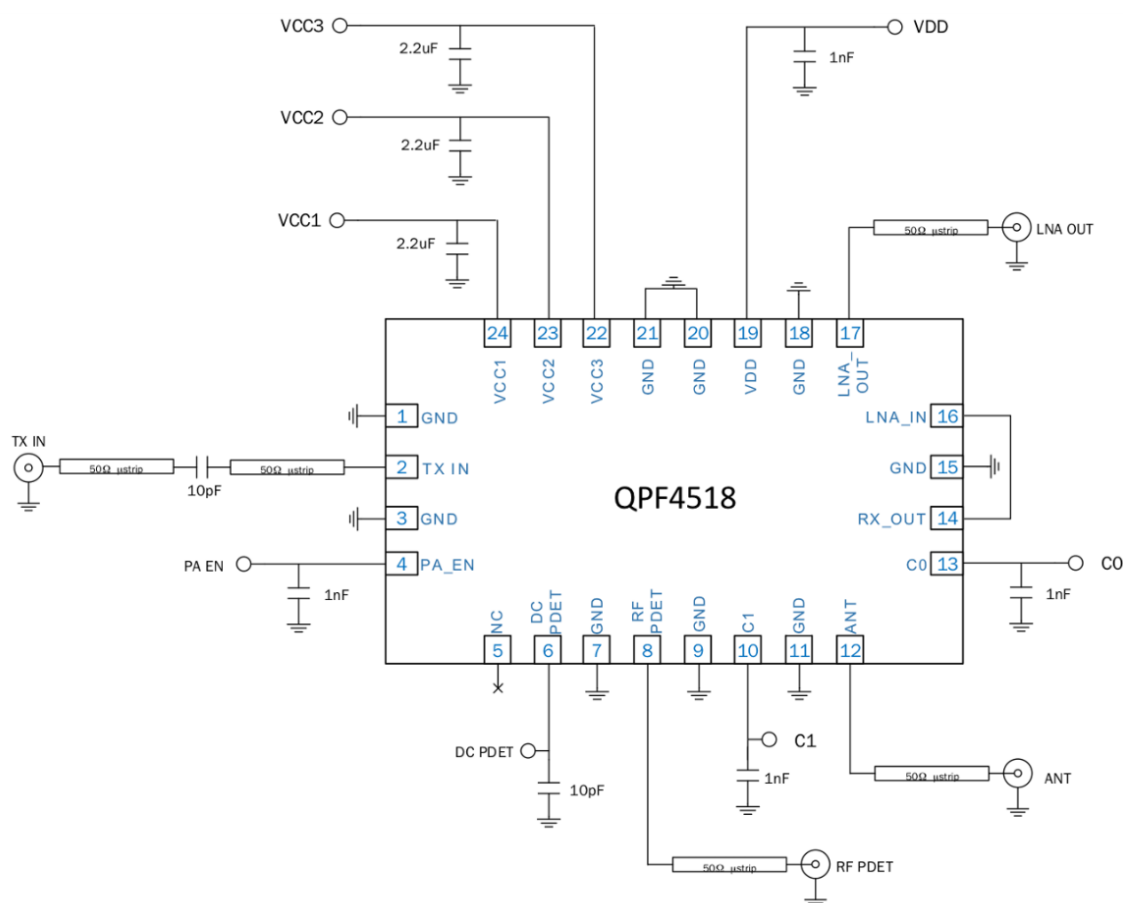 VCC3
2.2uF
VDD
1nF
VCC2
2.2uF
VCC1
2.2uF
50Ω µstrip
LNA OUT
24
23
22
21
20
19
18
17
VCC1
VCC2
VCC3
GND
GND
VDD
GND
LNA_
OUT
1
GND
LNA_IN
16
TX IN
50Ω µstrip
10pF
50Ω µstrip
2
TX IN
GND
15
QPF4518
3
GND
RX_OUT
14
PA EN
1nF
4
PA_EN
C0
13
C0
1nF
NC
DC
PDET
GND
RF
PDET
GND
C1
GND
ANT
5
6
7
8
9
10
11
12
DC PDET
10pF
C1
1nF
50Ω µstrip
ANT
50Ω µstrip
RF PDET